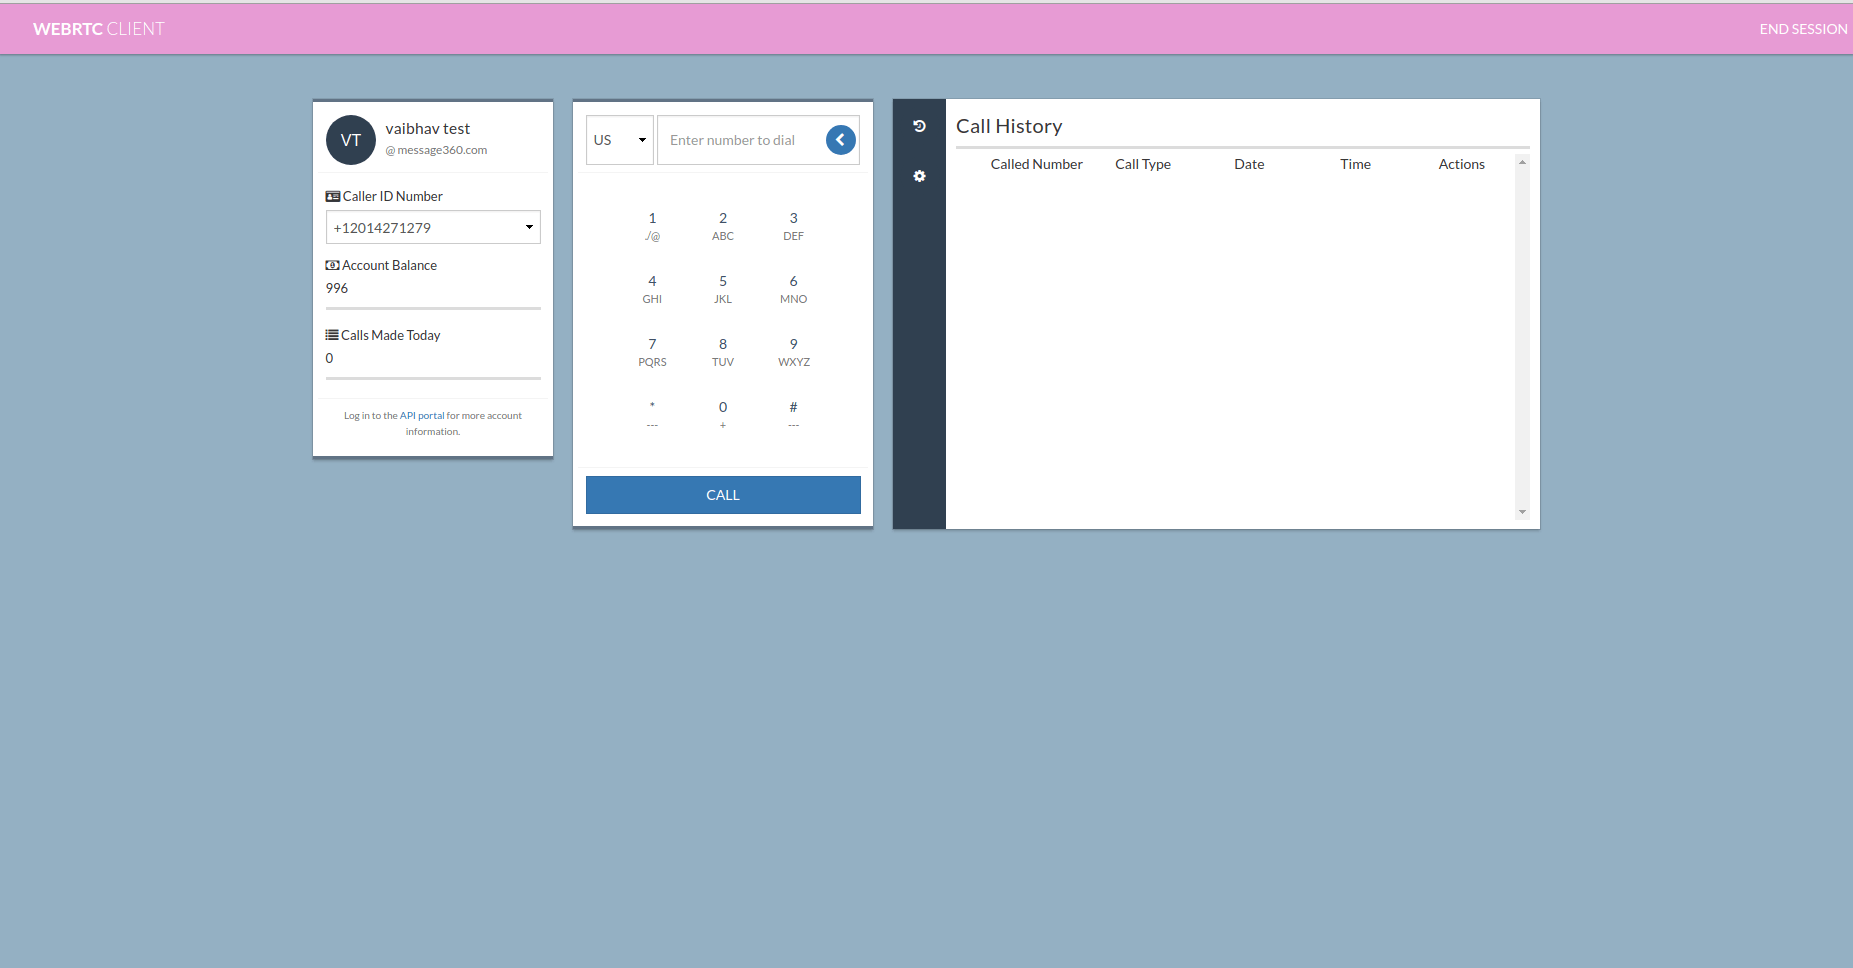 WEBRTC CLIENT
END SESSION
VT
vaibhav test
@message360.com
Caller ID Number
+12014271279
Account Balance
996
Calls Made Today
0
Log in to the API portal for more account
information.
US
Enter number to dial
1 2 3
./@ ABC DEF
4 5 6
GHI JKL MNO
7 8 9
PQRS TUV WXYZ
* 0 #
--- + ---
CALL
Call History
Called Number Call Type Date Time Actions